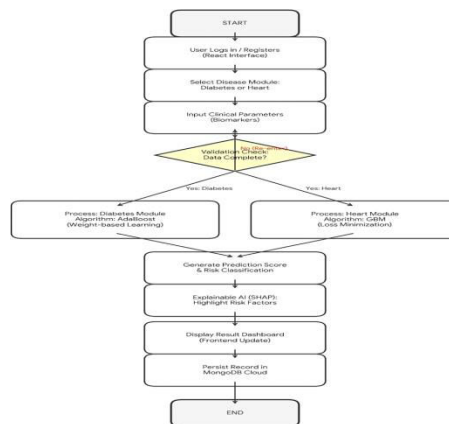 START
User Logs In / Registers
(React Interface)
Select Disease Module:
Diabetes or Heart
Input Clinical Parameters
(Biomarkers)
No (Re-enter)
Validation Check:
Data Complete?
Yes: Diabetes
Yes: Heart
Process: Diabetes Module
Algorithm: AdaBoost
(Weight-based Learning)
Process: Heart Module
Algorithm: GBM
(Loss Minimization)
Generate Prediction Score
& Risk Classification
Explainable AI (SHAP):
Highlight Risk Factors
Display Result Dashboard
(Frontend Update)
Persist Record in
MongoDB Cloud
END